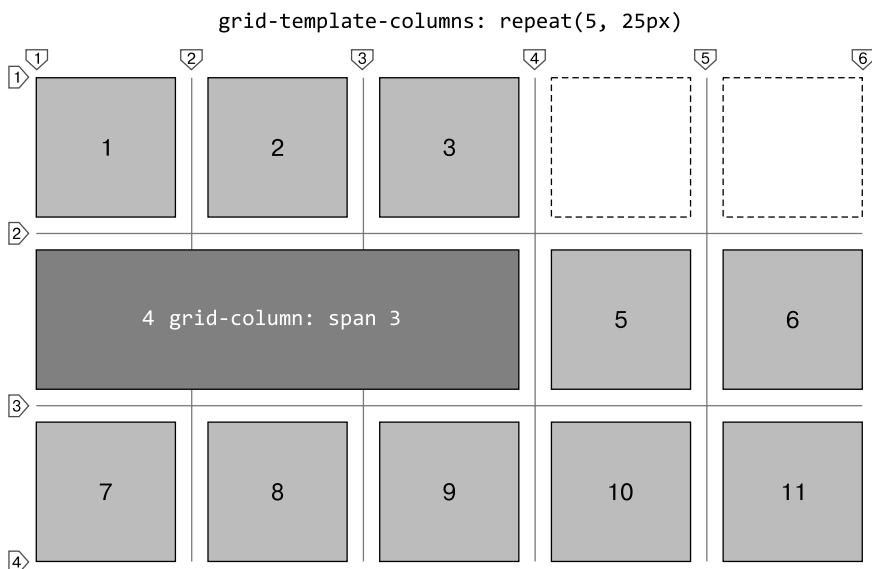 grid-template-columns: repeat(5, 25px)
1 2 3 4 5 6
1
1 2 3
2
4 grid-column: span 3 5 6
3
7 8 9 10 11
4